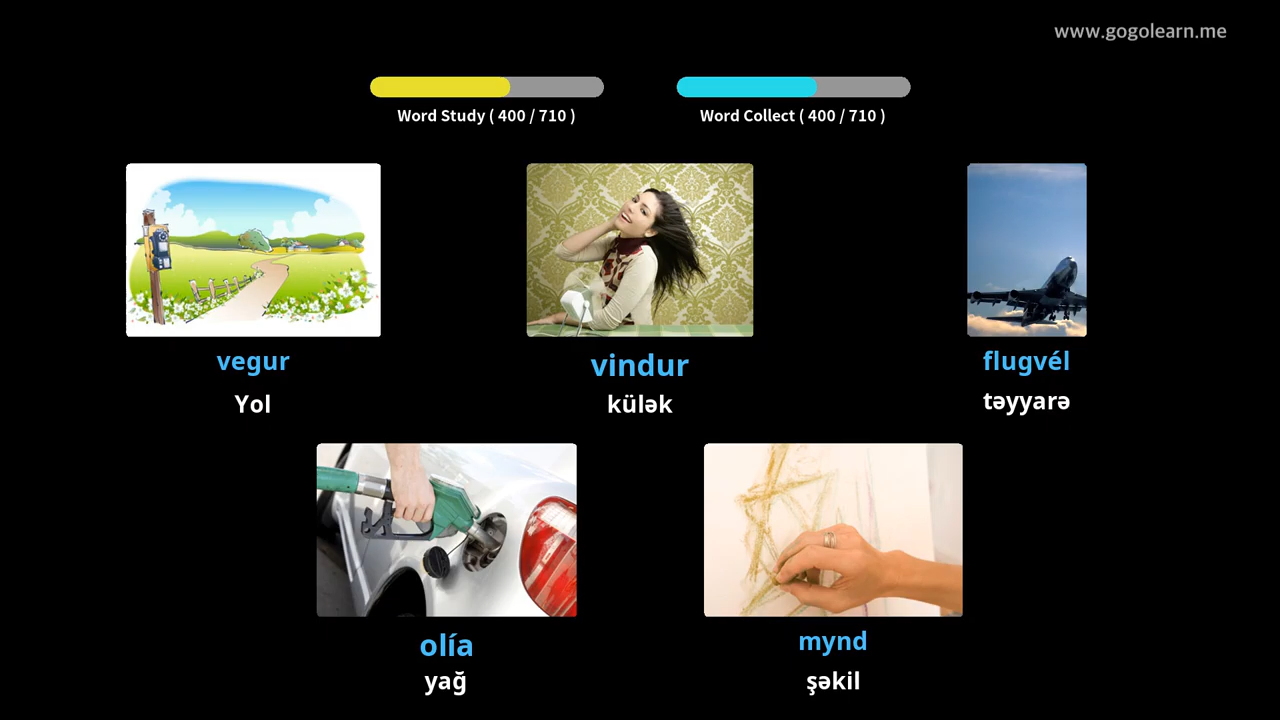 www.gogolearn.me
Word Study ( 400 / 710 )
Word Collect ( 400 / 710 )
vegur
Yol
vindur
külək
flugvél
təyyarə
olía
yağ
mynd
şəkil